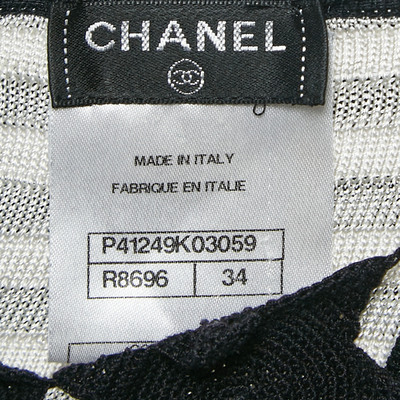 CHANEL
MADE IN ITALY
FABRIQUE EN ITALIE
P41249K03059
R8696 34